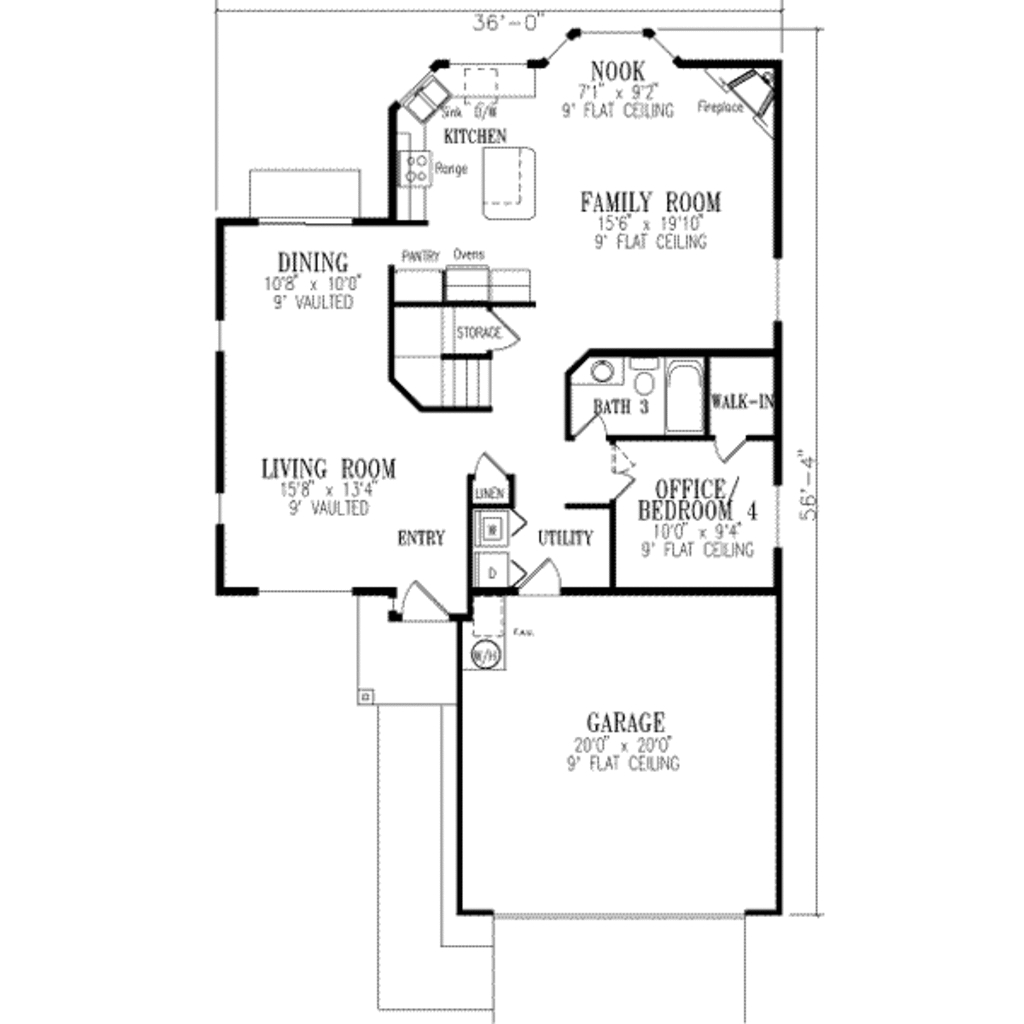 36'-0"
NOOK
7'1" x 9'2"
9' FLAT CEILING
Fireplace
Sink D/W
KITCHEN
Range
FAMILY ROOM
15'6" x 19'10"
9' FLAT CEILING
DINING
10'8" x 10'0"
9' VAULTED
PANTRY
Ovens
STORAGE
BATH 3
WALK-IN
LIVING ROOM
15'8" x 13'4"
9' VAULTED
LINEN
OFFICE/
BEDROOM 4
10'0" x 9'4"
9' FLAT CEILING
56'-4"
ENTRY
W
UTILITY
D
F.A.U.
W/H
GARAGE
20'0" x 20'0"
9' FLAT CEILING